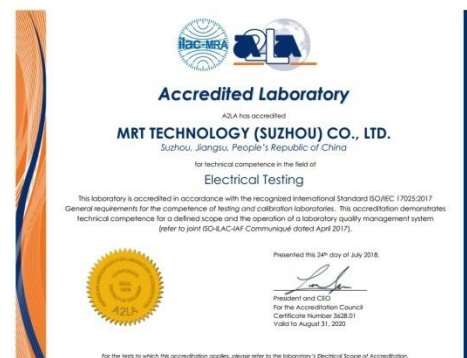 ilac-MRA
A2LA
Accredited Laboratory
A2LA has accredited
MRT TECHNOLOGY (SUZHOU) CO., LTD.
Suzhou, Jiangsu, People's Republic of China
for technical competence in the field of
Electrical Testing
This laboratory is accredited in accordance with the recognized International Standard ISO/IEC 17025:2017
General requirements for the competence of testing and calibration laboratories. This accreditation demonstrates
technical competence for a defined scope and the operation of a laboratory quality management system
(refer to joint ISO-ILAC-IAF Communiqué dated April 2017).
Presented this 24th day of July 2018.
President and CEO
For the Accreditation Council
Certificate Number 3628.01
Valid to August 31, 2020
A2LA
For the tests to which this accreditation applies, please refer to the laboratory's Electrical Scope of Accreditation.